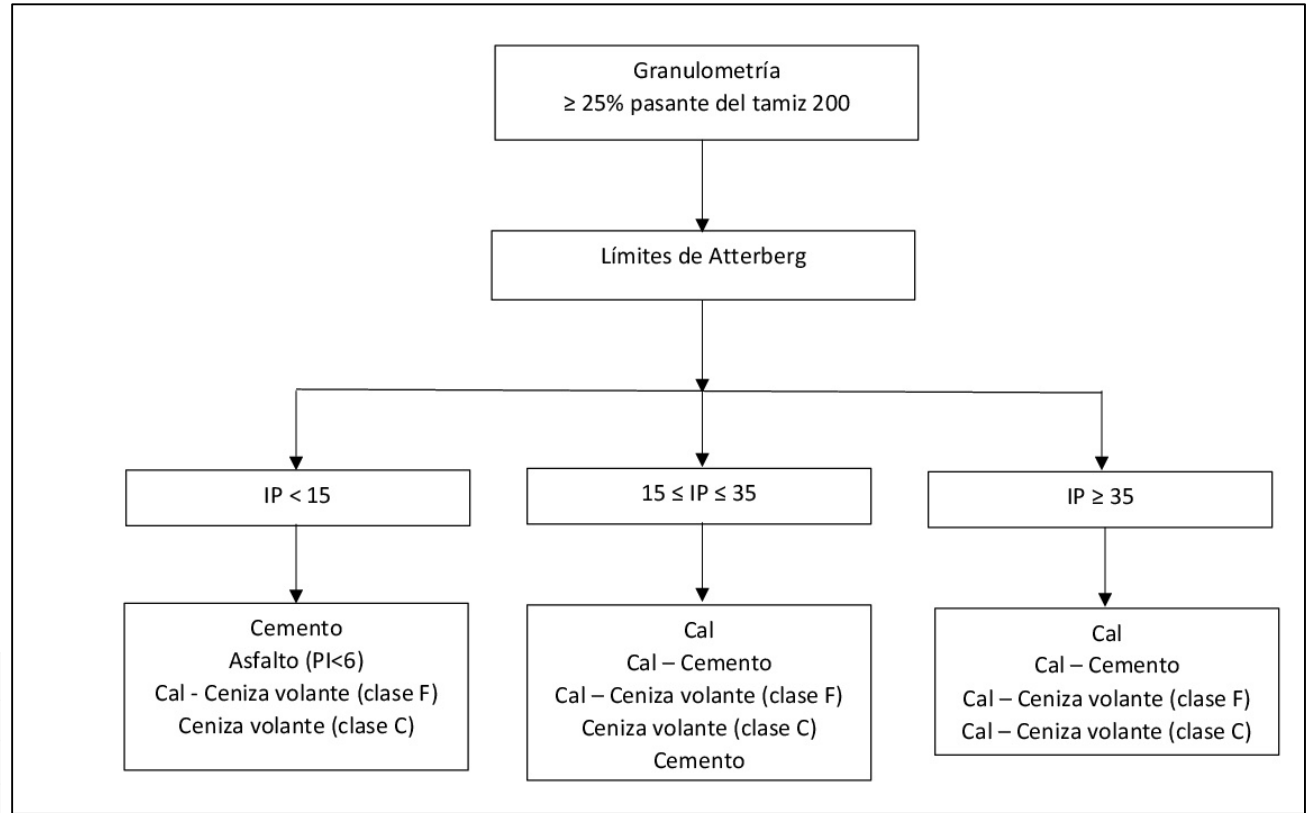 Granulometría
≥ 25% pasante del tamiz 200
Límites de Atterberg
IP < 15
15 ≤ IP ≤ 35
IP ≥ 35
Cemento
Asfalto (PI<6)
Cal - Ceniza volante (clase F)
Ceniza volante (clase C)
Cal
Cal – Cemento
Cal – Ceniza volante (clase F)
Ceniza volante (clase C)
Cemento
Cal
Cal – Cemento
Cal – Ceniza volante (clase F)
Cal – Ceniza volante (clase C)